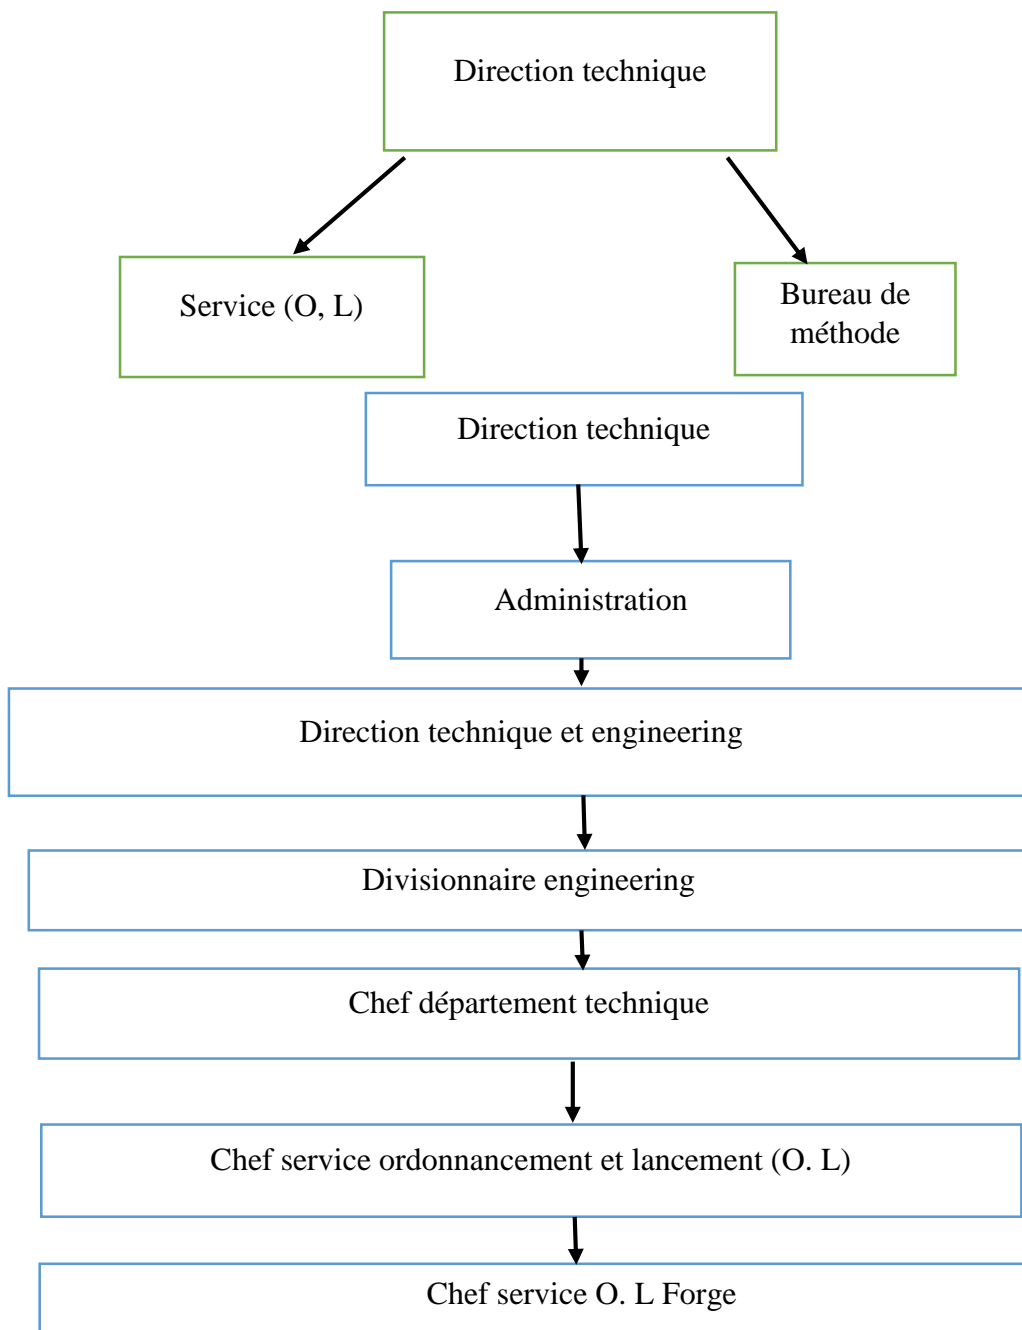 Direction technique
Service (O, L)
Bureau de
méthode
Direction technique
Administration
Direction technique et engineering
Divisionnaire engineering
Chef département technique
Chef service ordonnancement et lancement (O. L)
Chef service O. L Forge